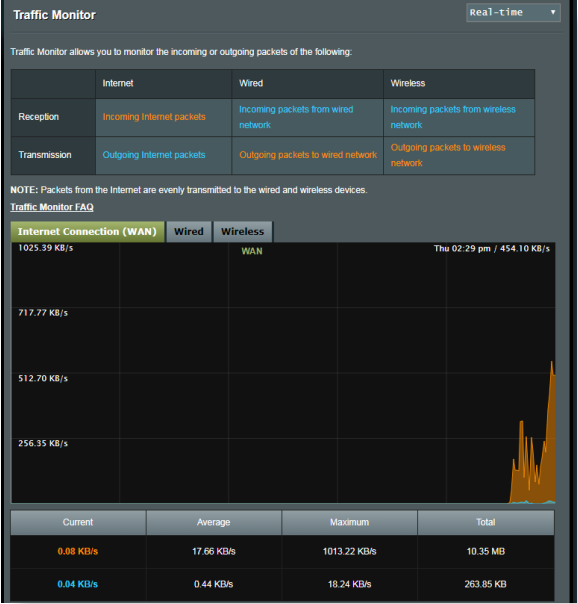 Traffic Monitor
Real-time
Traffic Monitor allows you to monitor the incoming or outgoing packets of the following:
Internet Wired Wireless
Reception Incoming Internet packets Incoming packets from wired network Incoming packets from wireless network
Transmission Outgoing Internet packets Outgoing packets to wired network Outgoing packets to wireless network
NOTE: Packets from the Internet are evenly transmitted to the wired and wireless devices.
Traffic Monitor FAQ
Internet Connection (WAN) Wired Wireless
1025.39 KB/s WAN Thu 02:29 pm / 454.10 KB/s
717.77 KB/s
512.70 KB/s
256.35 KB/s
Current Average Maximum Total
0.08 KB/s 17.66 KB/s 1013.22 KB/s 10.35 MB
0.04 KB/s 0.44 KB/s 18.24 KB/s 263.85 KB